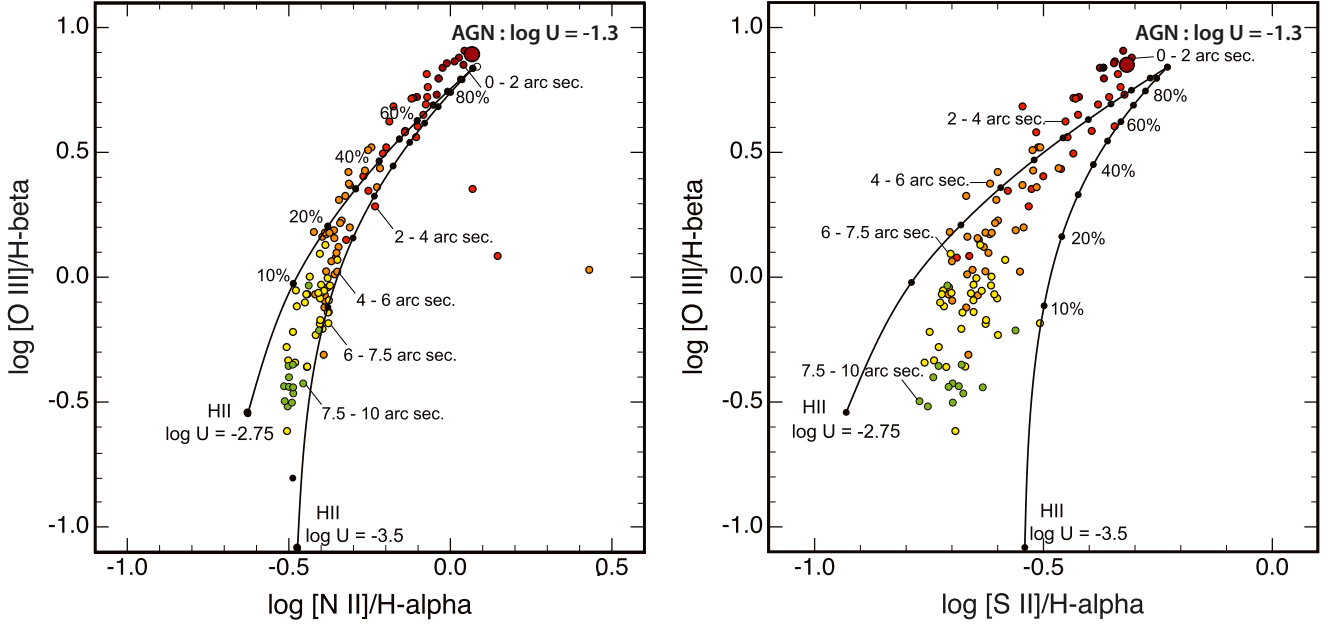 AGN : log U = -1.3
1.0
0 - 2 arc sec.
80%
60%
0.5
40%
20%
2 - 4 arc sec.
10%
0.0
4 - 6 arc sec.
6 - 7.5 arc sec.
-0.5
HII
7.5 - 10 arc sec.
log U = -2.75
HII
-1.0
log U = -3.5
-1.0
-0.5
0.0
0.5
log [N II]/H-alpha
log [O III]/H-beta
AGN : log U = -1.3
1.0
0 - 2 arc sec.
80%
2 - 4 arc sec.
60%
0.5
40%
4 - 6 arc sec.
6 - 7.5 arc sec.
20%
0.0
10%
7.5 - 10 arc sec.
-0.5
HII
log U = -2.75
HII
-1.0
log U = -3.5
-1.0
-0.5
0.0
log [S II]/H-alpha
log [O III]/H-beta